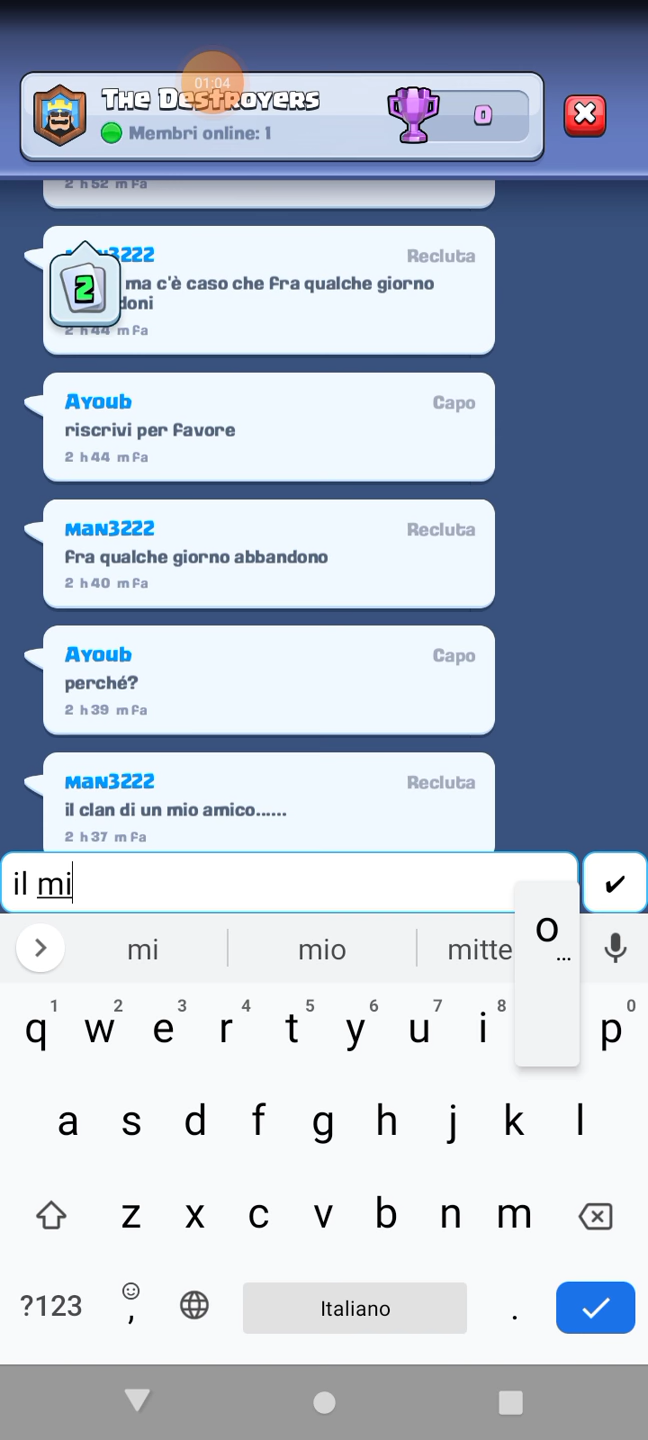 01:04
The Destroyers
Membri online: 1
0
2 h 52 m fa
Recluta
ma c'è caso che fra qualche giorno
2
2 h 44 m fa
Ayoub
Capo
riscrivi per favore
2 h 44 m fa
man3222
Recluta
fra qualche giorno abbandono
2 h 40 m fa
Ayoub
Capo
perché?
2 h 39 m fa
man3222
Recluta
il clan di un mio amico......
2 h 37 m fa
il mi
✔
mi mio mitte
o
...
1 2 3 4 5 6 7 8 0
q w e r t y u i p
a s d f g h j k l
z x c v b n m
?123 , Italiano .